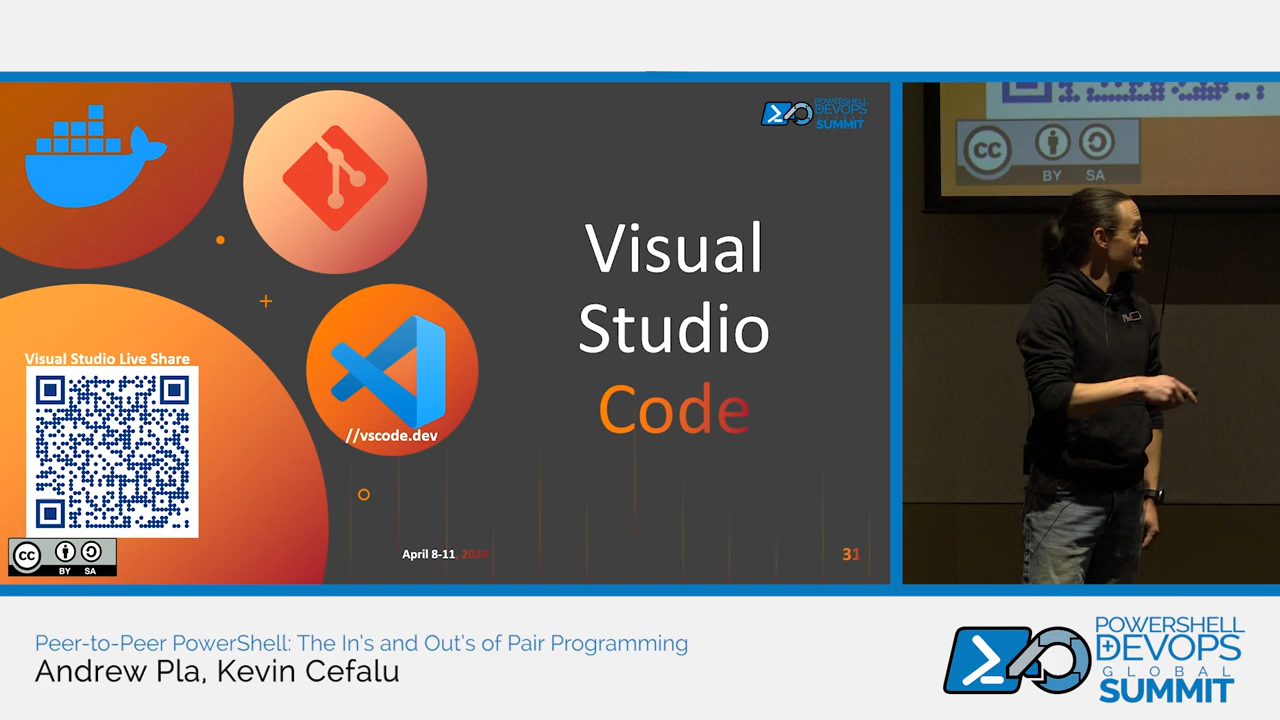 POWERSHELL
DEVOPS
GLOBAL
SUMMIT
Visual
Studio
Code
Visual Studio Live Share
//vscode.dev
CC
BY SA
April 8-11, 2024
31
CC
BY SA
Peer-to-Peer PowerShell: The In's and Out's of Pair Programming
Andrew Pla, Kevin Cefalu
POWERSHELL
DEVOPS
GLOBAL
SUMMIT